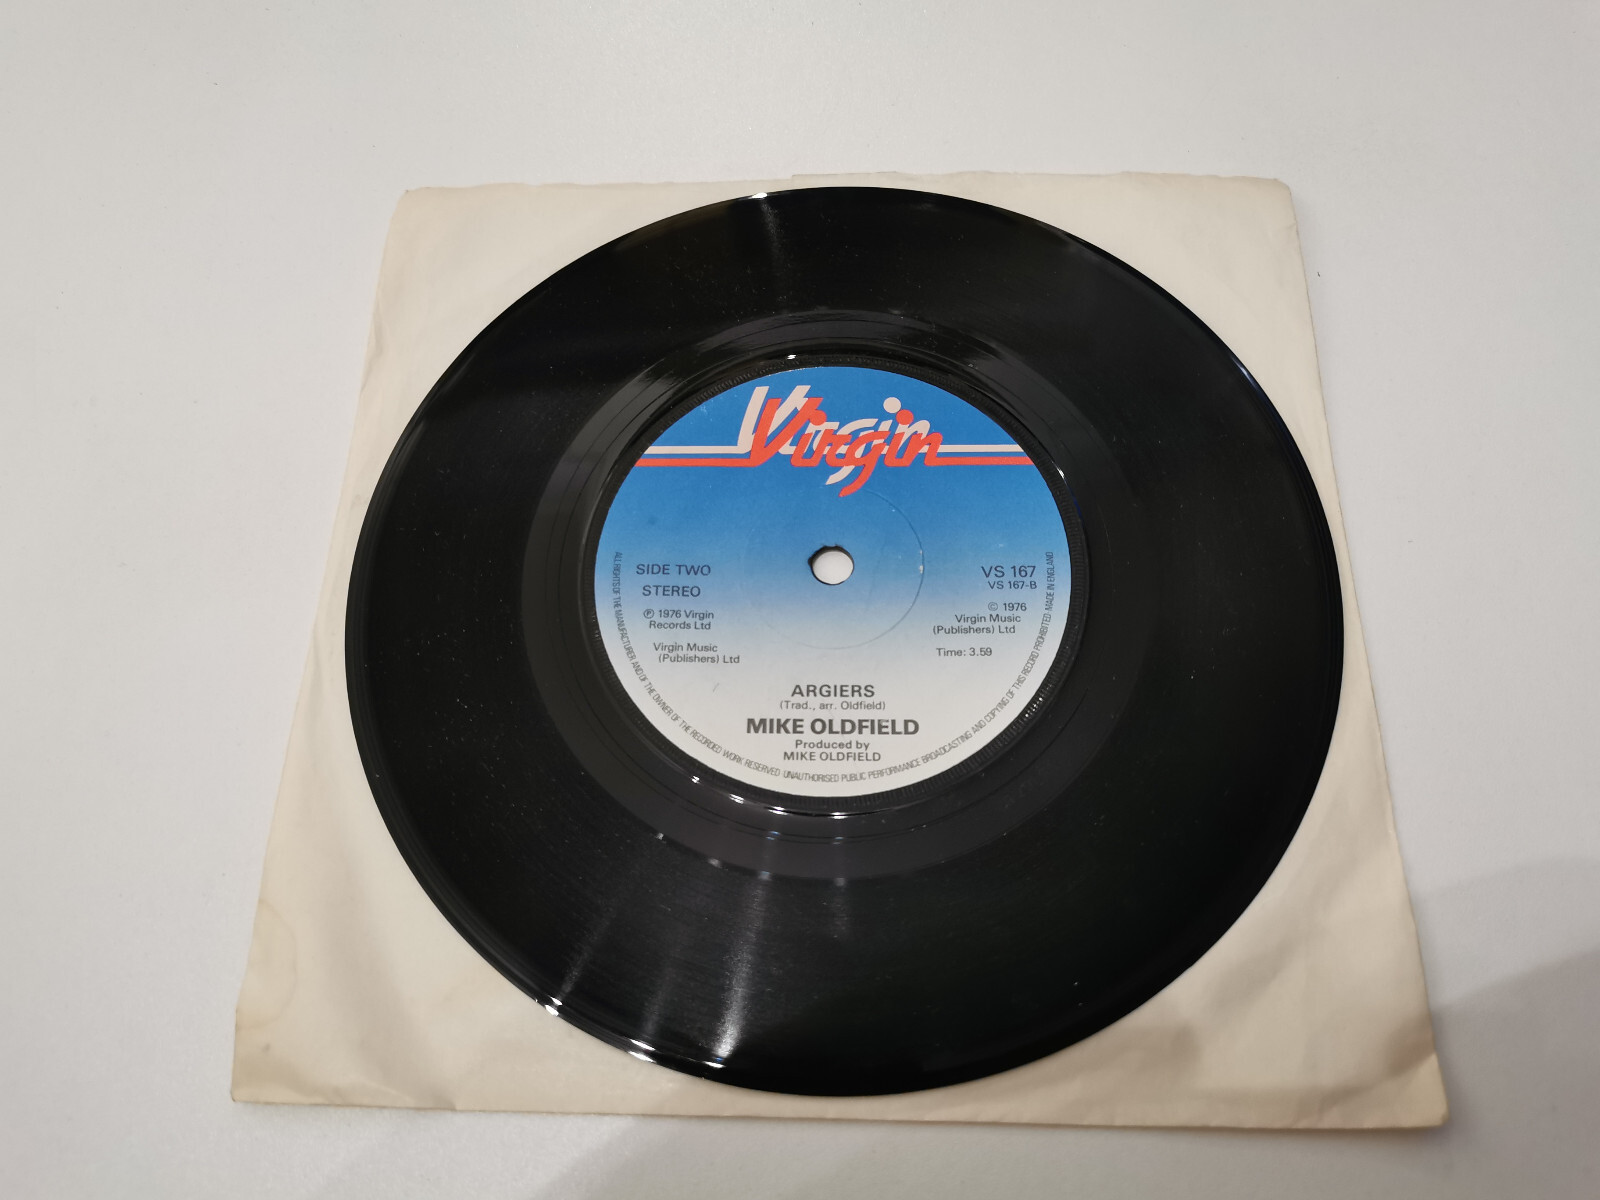 Virgin
SIDE TWO
STEREO
℗ 1976 Virgin
Records Ltd
Virgin Music
(Publishers) Ltd
VS 167
VS 167-B
© 1976
Virgin Music
(Publishers) Ltd
Time: 3.59
ARGIERS
(Trad., arr. Oldfield)
MIKE OLDFIELD
Produced by
MIKE OLDFIELD
ALL RIGHTS OF THE MANUFACTURER AND OF THE OWNER OF THE RECORDED WORK RESERVED · UNAUTHORISED PUBLIC PERFORMANCE BROADCASTING AND COPYING OF THIS RECORD PROHIBITED · MADE IN ENGLAND